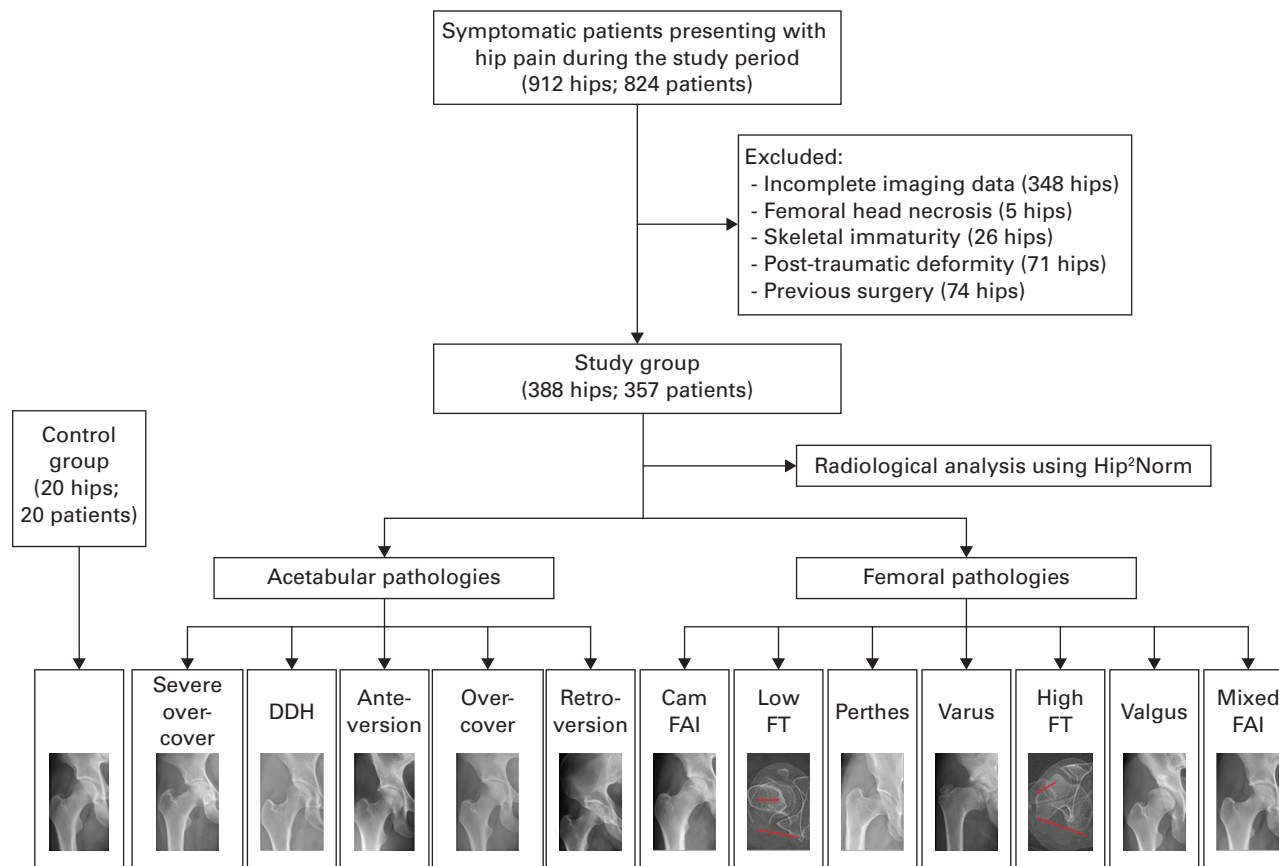 Symptomatic patients presenting with
hip pain during the study period
(912 hips; 824 patients)
Excluded:
- Incomplete imaging data (348 hips)
- Femoral head necrosis (5 hips)
- Skeletal immaturity (26 hips)
- Post-traumatic deformity (71 hips)
- Previous surgery (74 hips)
Study group
(388 hips; 357 patients)
Control
group
(20 hips;
20 patients)
Radiological analysis using Hip²Norm
Acetabular pathologies
Femoral pathologies
Severe
over-
cover
DDH
Ante-
version
Over-
cover
Retro-
version
Cam
FAI
Low
FT
Perthes
Varus
High
FT
Valgus
Mixed
FAI